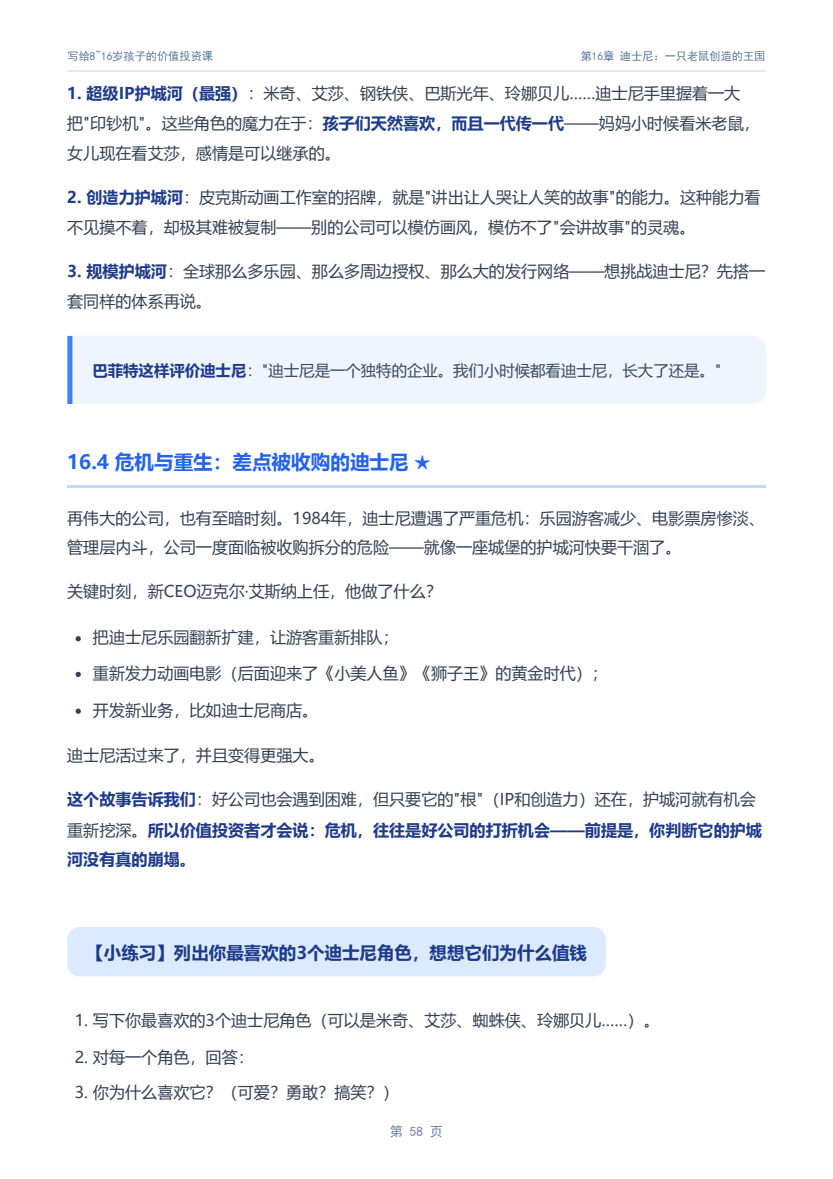 写给8~16岁孩子的价值投资课
第16章 迪士尼：一只老鼠创造的王国
1. 超级IP护城河（最强）：米奇、艾莎、钢铁侠、巴斯光年、玲娜贝儿……迪士尼手里握着一大
把"印钞机"。这些角色的魔力在于：孩子们天然喜欢，而且一代传一代——妈妈小时候看米老鼠，
女儿现在看艾莎，感情是可以继承的。
2. 创造力护城河：皮克斯动画工作室的招牌，就是"讲出让人哭让人笑的故事"的能力。这种能力看
不见摸不着，却极其难被复制——别的公司可以模仿画风，模仿不了"会讲故事"的灵魂。
3. 规模护城河：全球那么多乐园、那么多周边授权、那么大的发行网络——想挑战迪士尼？先搭一
套同样的体系再说。
巴菲特这样评价迪士尼："迪士尼是一个独特的企业。我们小时候都看迪士尼，长大了还是。"
16.4 危机与重生：差点被收购的迪士尼 ★
再伟大的公司，也有至暗时刻。1984年，迪士尼遭遇了严重危机：乐园游客减少、电影票房惨淡、
管理层内斗，公司一度面临被收购拆分的危险——就像一座城堡的护城河快要干涸了。
关键时刻，新CEO迈克尔·艾斯纳上任，他做了什么？
• 把迪士尼乐园翻新扩建，让游客重新排队；
• 重新发力动画电影（后面迎来了《小美人鱼》《狮子王》的黄金时代）；
• 开发新业务，比如迪士尼商店。
迪士尼活过来了，并且变得更强大。
这个故事告诉我们：好公司也会遇到困难，但只要它的"根"（IP和创造力）还在，护城河就有机会
重新挖深。所以价值投资者才会说：危机，往往是好公司的打折机会——前提是，你判断它的护城
河没有真的崩塌。
【小练习】列出你最喜欢的3个迪士尼角色，想想它们为什么值钱
1. 写下你最喜欢的3个迪士尼角色（可以是米奇、艾莎、蜘蛛侠、玲娜贝儿……）。
2. 对每一个角色，回答：
3. 你为什么喜欢它？（可爱？勇敢？搞笑？）
第 58 页